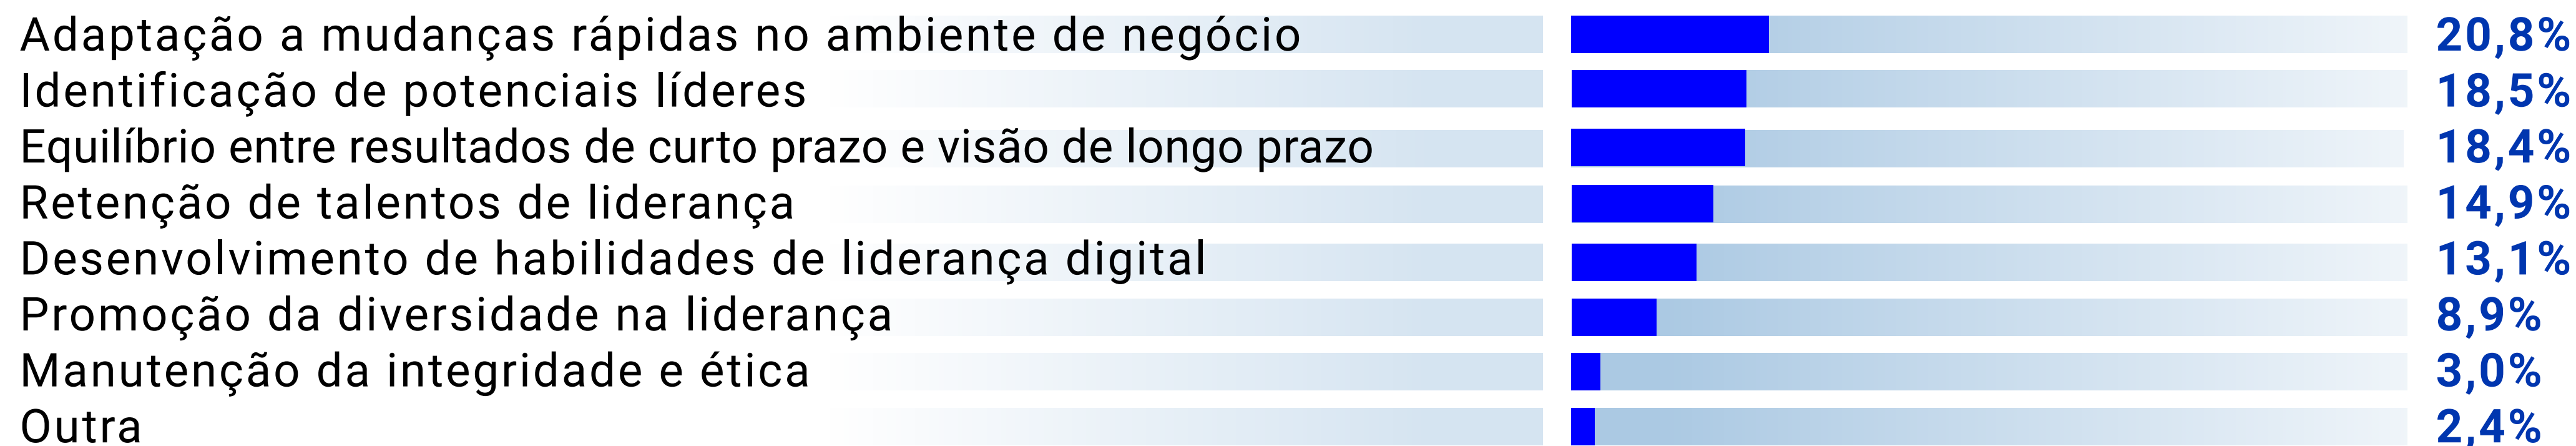 Adaptação a mudanças rápidas no ambiente de negócio 20,8%
Identificação de potenciais líderes 18,5%
Equilíbrio entre resultados de curto prazo e visão de longo prazo 18,4%
Retenção de talentos de liderança 14,9%
Desenvolvimento de habilidades de liderança digital 13,1%
Promoção da diversidade na liderança 8,9%
Manutenção da integridade e ética 3,0%
Outra 2,4%